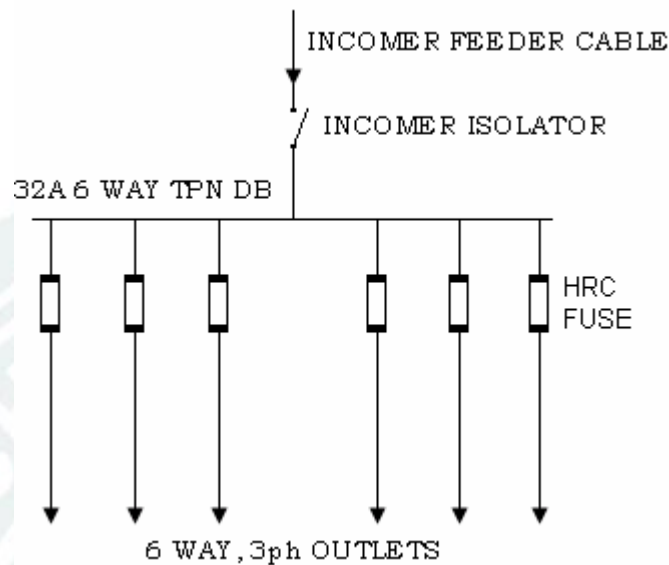 INCOMER FEEDER CABLE
INCOMER ISOLATOR
32A 6 WAY TPN DB
HRC
FUSE
6 WAY, 3ph OUTLETS